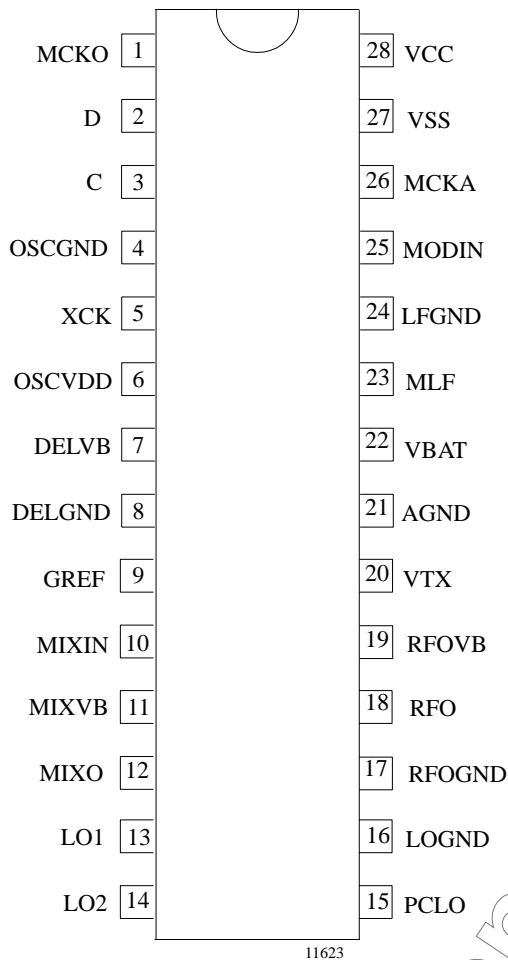 MCKO 1 28 VCC
D 2 27 VSS
C 3 26 MCKA
OSCGND 4 25 MODIN
XCK 5 24 LFGND
OSCVDD 6 23 MLF
DELVB 7 22 VBAT
DELGND 8 21 AGND
GREF 9 20 VTX
MIXIN 10 19 RFOVB
MIXVB 11 18 RFO
MIXO 12 17 RFOGND
LO1 13 16 LOGND
LO2 14 15 PCLO
11623